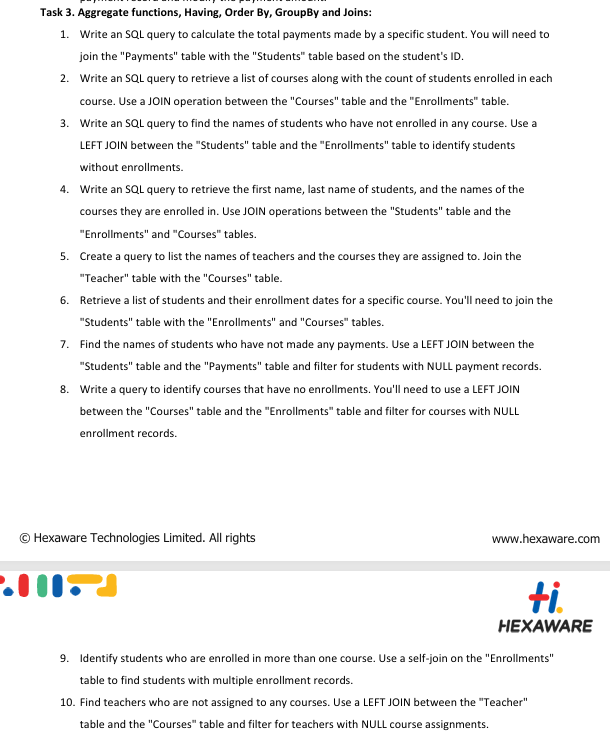 Task 3. Aggregate functions, Having, Order By, GroupBy and Joins:
1. Write an SQL query to calculate the total payments made by a specific student. You will need to
join the "Payments" table with the "Students" table based on the student's ID.
2. Write an SQL query to retrieve a list of courses along with the count of students enrolled in each
course. Use a JOIN operation between the "Courses" table and the "Enrollments" table.
3. Write an SQL query to find the names of students who have not enrolled in any course. Use a
LEFT JOIN between the "Students" table and the "Enrollments" table to identify students
without enrollments.
4. Write an SQL query to retrieve the first name, last name of students, and the names of the
courses they are enrolled in. Use JOIN operations between the "Students" table and the
"Enrollments" and "Courses" tables.
5. Create a query to list the names of teachers and the courses they are assigned to. Join the
"Teacher" table with the "Courses" table.
6. Retrieve a list of students and their enrollment dates for a specific course. You'll need to join the
"Students" table with the "Enrollments" and "Courses" tables.
7. Find the names of students who have not made any payments. Use a LEFT JOIN between the
"Students" table and the "Payments" table and filter for students with NULL payment records.
8. Write a query to identify courses that have no enrollments. You'll need to use a LEFT JOIN
between the "Courses" table and the "Enrollments" table and filter for courses with NULL
enrollment records.
© Hexaware Technologies Limited. All rights
www.hexaware.com
HEXAWARE
9. Identify students who are enrolled in more than one course. Use a self-join on the "Enrollments"
table to find students with multiple enrollment records.
10. Find teachers who are not assigned to any courses. Use a LEFT JOIN between the "Teacher"
table and the "Courses" table and filter for teachers with NULL course assignments.